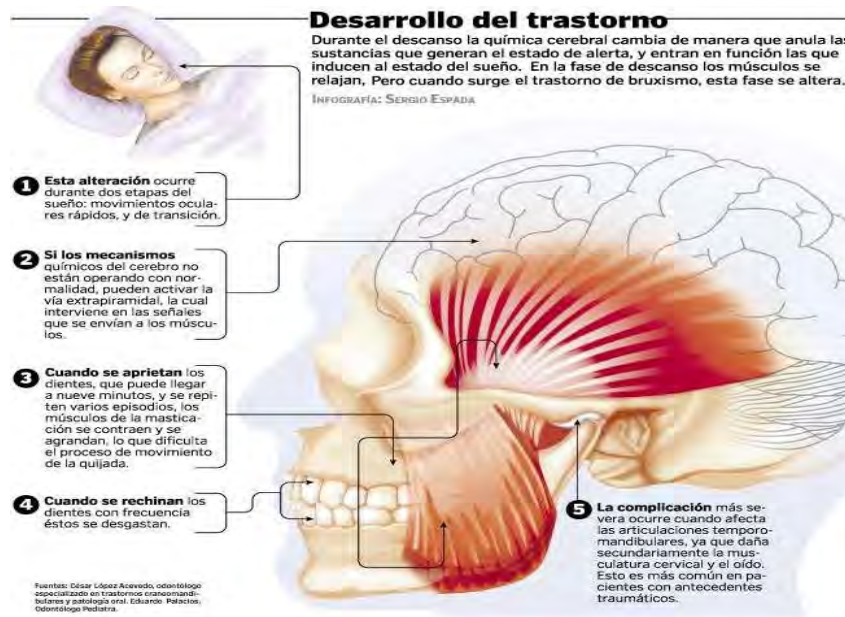 Desarrollo del trastorno
Durante el descanso la química cerebral cambia de manera que anula las
sustancias que generan el estado de alerta, y entran en función las que
inducen al estado del sueño. En la fase de descanso los músculos se
relajan, Pero cuando surge el trastorno de bruxismo, esta fase se altera.
INFOGRAFÍA: SERGIO ESPADA
1 Esta alteración ocurre
durante dos etapas del
sueño: movimientos ocula-
res rápidos, y de transición.
2 Si los mecanismos
químicos del cerebro no
están operando con nor-
malidad, pueden activar la
vía extrapiramidal, la cual
interviene en las señales
que se envían a los múscu-
los.
3 Cuando se aprietan los
dientes, que puede llegar
a nueve minutos, y se repi-
ten varios episodios, los
músculos de la mastica-
ción se contraen y se
agrandan, lo que dificulta
el proceso de movimiento
de la quijada.
4 Cuando se rechinan los
dientes con frecuencia
éstos se desgastan.
5 La complicación más se-
vera ocurre cuando afecta
las articulaciones temporo-
mandibulares, ya que daña
secundariamente la mus-
culatura cervical y el oído.
Esto es más común en pa-
cientes con antecedentes
traumáticos.
Fuentes: César López Acevedo, odontólogo
especializado en trastornos craneomandi-
bulares y patología oral. Eduardo Palacios,
Odontólogo Pediatra.